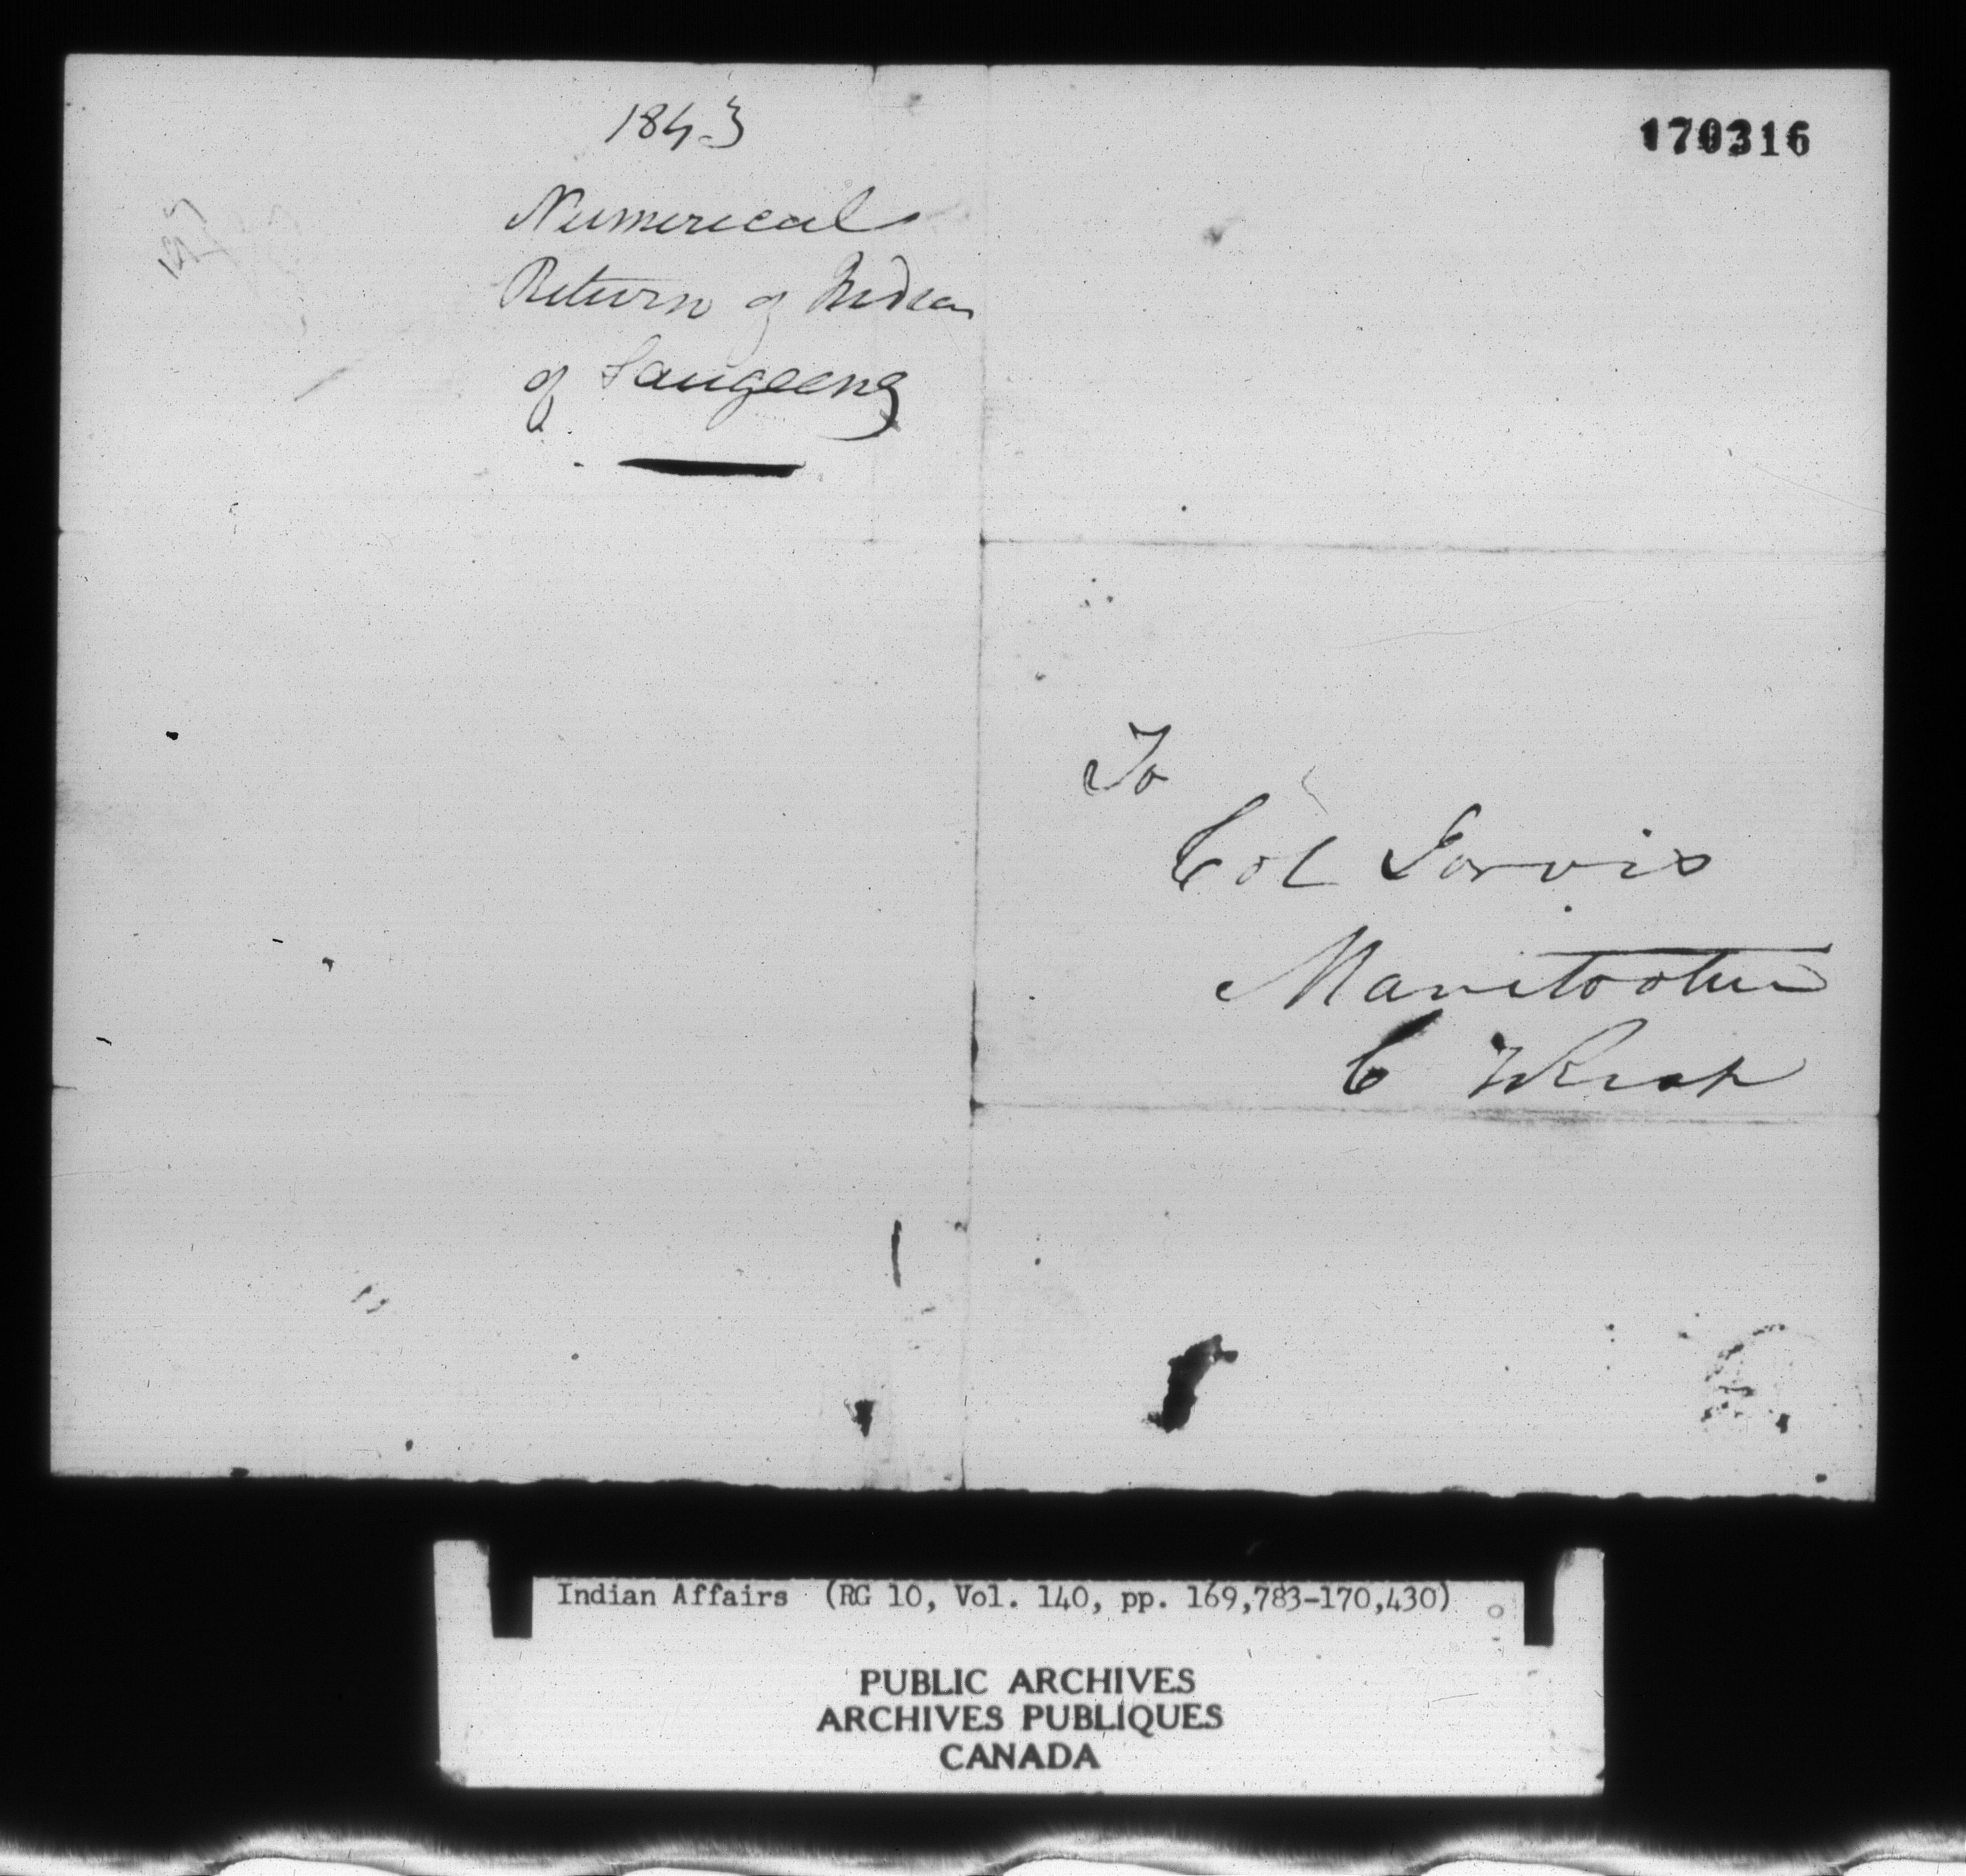 170316
1843
Numerical
Return of Indian
of Saugeeng
To
Col Jarvis
Manitoolin
C West
Indian Affairs (RG 10, Vol. 140, pp. 169,783-170,430)
PUBLIC ARCHIVES
ARCHIVES PUBLIQUES
CANADA